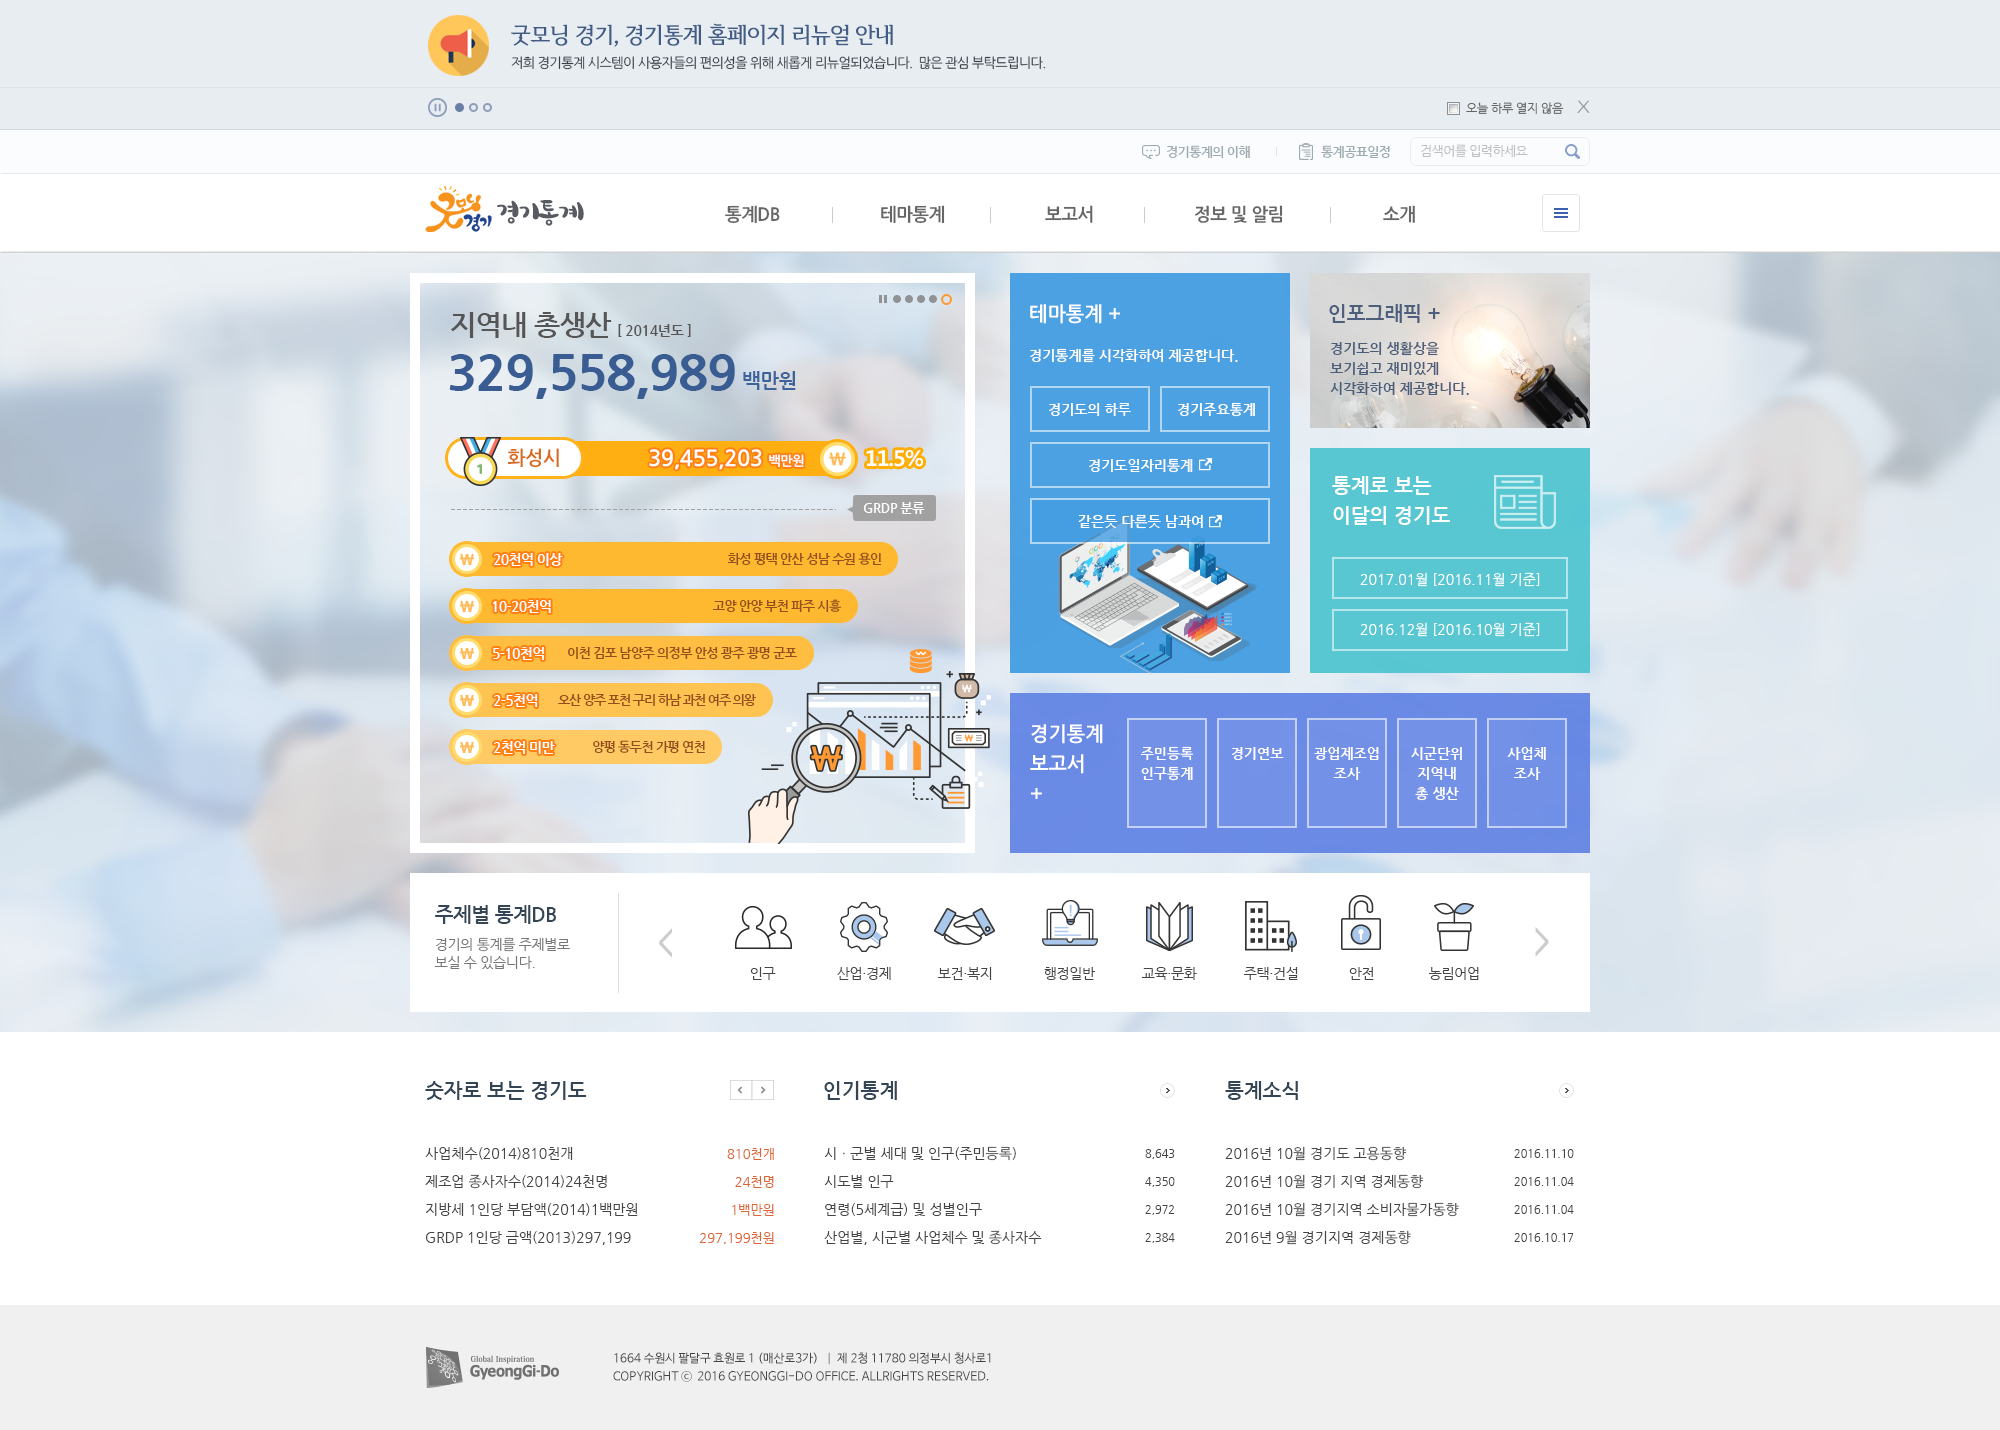 굿모닝 경기, 경기통계 홈페이지 리뉴얼 안내
저희 경기통계 시스템이 사용자들의 편의성을 위해 새롭게 리뉴얼되었습니다. 많은 관심 부탁드립니다.
오늘 하루 열지 않음
경기통계의 이해
통계공표일정
검색어를 입력하세요
굿모닝 경기 경기통계
통계DB
테마통계
보고서
정보 및 알림
소개
지역내 총생산 [ 2014년도 ]
329,558,989 백만원
1 화성시 39,455,203 백만원 ₩ 11.5%
GRDP 분류
₩ 20천억 이상 화성 평택 안산 성남 수원 용인
₩ 10-20천억 고양 안양 부천 파주 시흥
₩ 5-10천억 이천 김포 남양주 의정부 안성 광주 광명 군포
₩ 2-5천억 오산 양주 포천 구리 하남 과천 여주 의왕
₩ 2천억 미만 양평 동두천 가평 연천
테마통계 +
경기통계를 시각화하여 제공합니다.
경기도의 하루
경기주요통계
경기도일자리통계
같은듯 다른듯 남과여
인포그래픽 +
경기도의 생활상을
보기쉽고 재미있게
시각화하여 제공합니다.
통계로 보는
이달의 경기도
2017.01월 [2016.11월 기준]
2016.12월 [2016.10월 기준]
경기통계
보고서
+
주민등록
인구통계
경기연보
광업제조업
조사
시군단위
지역내
총 생산
사업체
조사
주제별 통계DB
경기의 통계를 주제별로
보실 수 있습니다.
인구
산업·경제
보건·복지
행정일반
교육·문화
주택·건설
안전
농림어업
숫자로 보는 경기도
사업체수(2014)810천개 810천개
제조업 종사자수(2014)24천명 24천명
지방세 1인당 부담액(2014)1백만원 1백만원
GRDP 1인당 금액(2013)297,199 297,199천원
인기통계
시ㆍ군별 세대 및 인구(주민등록) 8,643
시도별 인구 4,350
연령(5세계급) 및 성별인구 2,972
산업별, 시군별 사업체수 및 종사자수 2,384
통계소식
2016년 10월 경기도 고용동향 2016.11.10
2016년 10월 경기 지역 경제동향 2016.11.04
2016년 10월 경기지역 소비자물가동향 2016.11.04
2016년 9월 경기지역 경제동향 2016.10.17
Global Inspiration
GyeongGi-Do
1664 수원시 팔달구 효원로 1 (매산로3가) | 제 2청 11780 의정부시 청사로1
COPYRIGHT ⓒ 2016 GYEONGGI-DO OFFICE. ALLRIGHTS RESERVED.